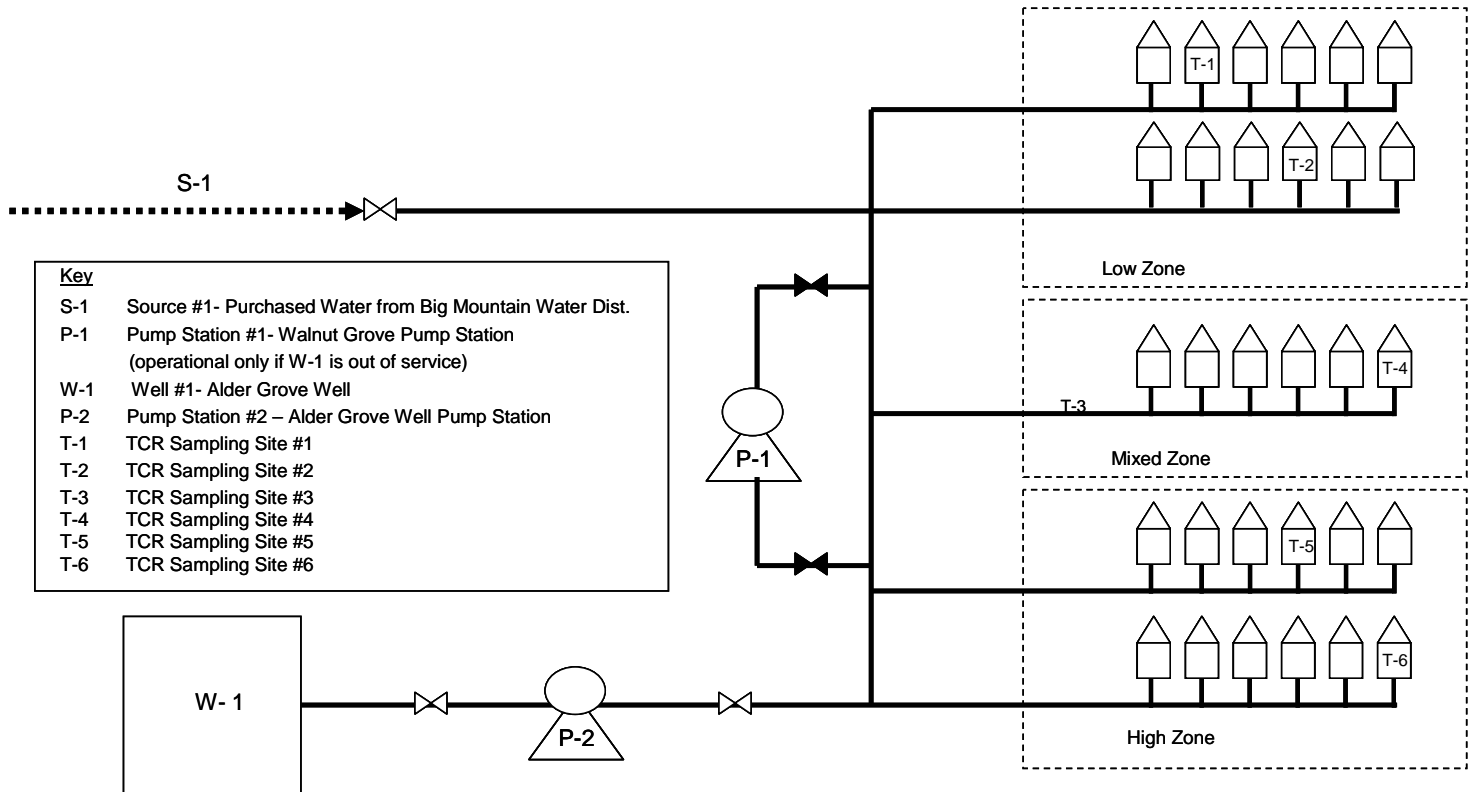 T-1
T-2
S-1
Low Zone
Key
S-1 Source #1- Purchased Water from Big Mountain Water Dist.
P-1 Pump Station #1- Walnut Grove Pump Station
(operational only if W-1 is out of service)
W-1 Well #1- Alder Grove Well
P-2 Pump Station #2 – Alder Grove Well Pump Station
T-1 TCR Sampling Site #1
T-2 TCR Sampling Site #2
T-3 TCR Sampling Site #3
T-4 TCR Sampling Site #4
T-5 TCR Sampling Site #5
T-6 TCR Sampling Site #6
P-1
T-4
T-3
Mixed Zone
T-5
T-6
High Zone
W- 1
P-2